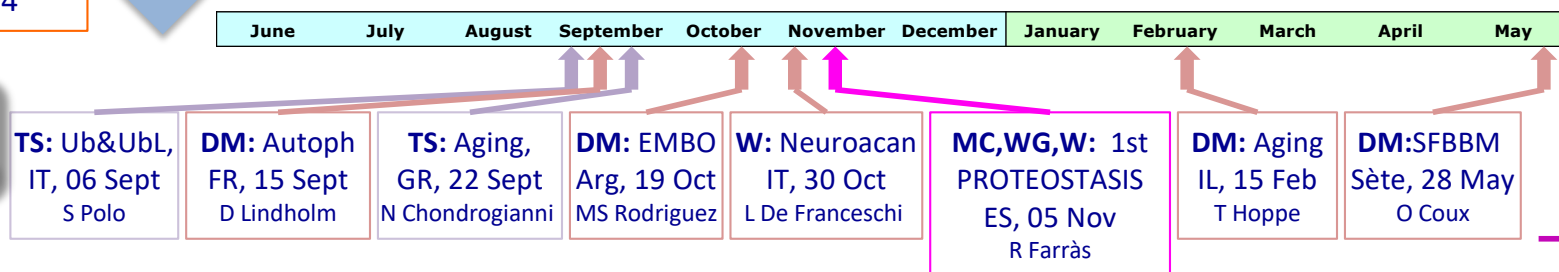 4
June July August September October November December January February March April May
TS: Ub&UbL,
IT, 06 Sept
S Polo
DM: Autoph
FR, 15 Sept
D Lindholm
TS: Aging,
GR, 22 Sept
N Chondrogianni
DM: EMBO
Arg, 19 Oct
MS Rodriguez
W: Neuroacan
IT, 30 Oct
L De Franceschi
MC,WG,W: 1st
PROTEOSTASIS
ES, 05 Nov
R Farràs
DM: Aging
IL, 15 Feb
T Hoppe
DM:SFBBM
Sète, 28 May
O Coux